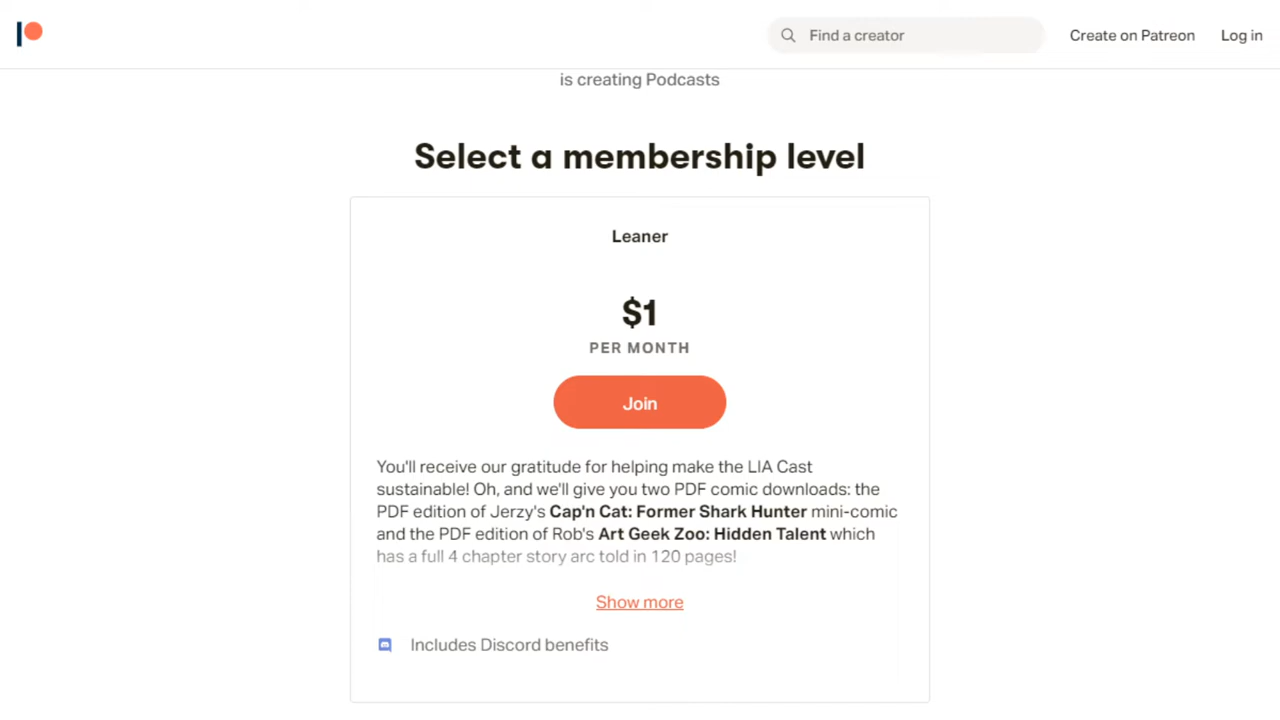 Find a creator
Create on Patreon
Log in
is creating Podcasts
Select a membership level
Leaner
$1
PER MONTH
Join
You'll receive our gratitude for helping make the LIA Cast
sustainable! Oh, and we'll give you two PDF comic downloads: the
PDF edition of Jerzy's Cap'n Cat: Former Shark Hunter mini-comic
and the PDF edition of Rob's Art Geek Zoo: Hidden Talent which
has a full 4 chapter story arc told in 120 pages!
Show more
Includes Discord benefits